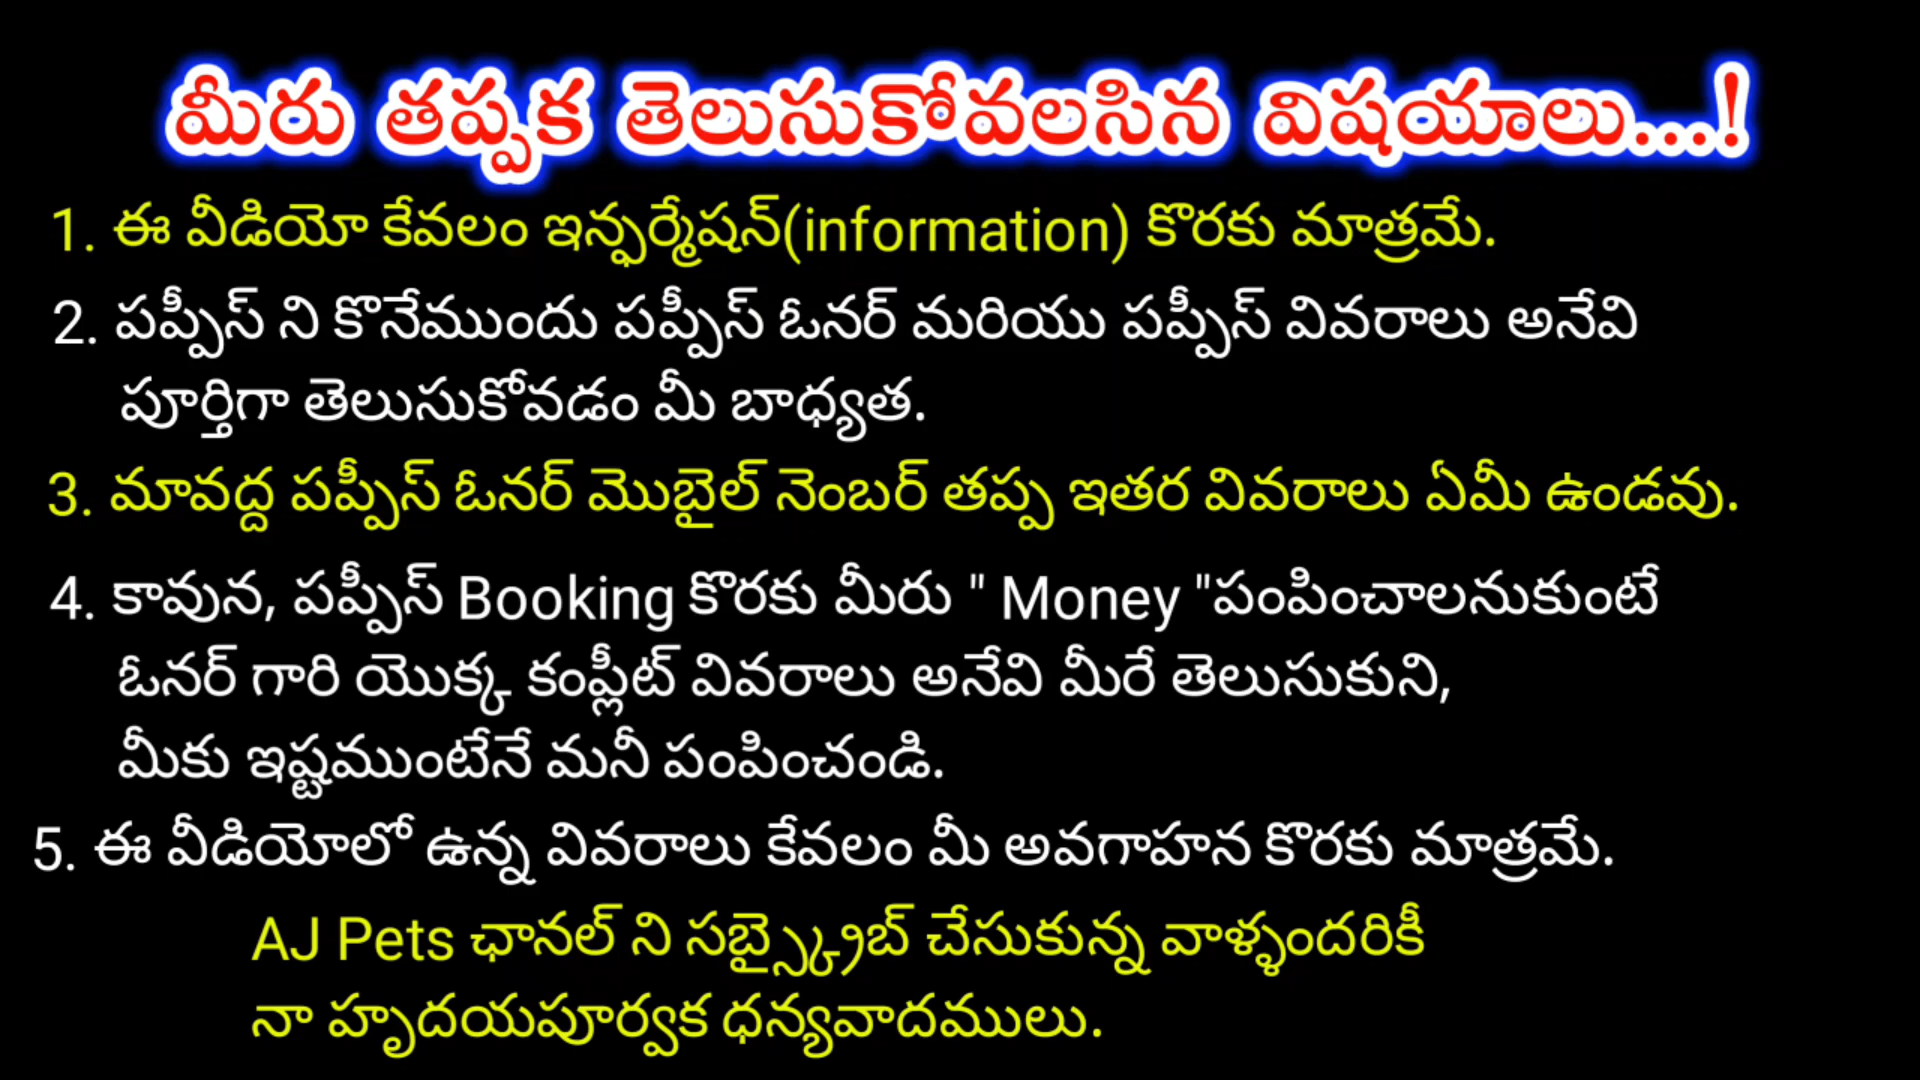 మీరు తప్పక తెలుసుకోవలసిన విషయాలు...!
1. ఈ వీడియో కేవలం ఇన్ఫర్మేషన్(information) కొరకు మాత్రమే.
2. పప్పీస్ ని కొనేముందు పప్పీస్ ఓనర్ మరియు పప్పీస్ వివరాలు అనేవి
పూర్తిగా తెలుసుకోవడం మీ బాధ్యత.
3. మావద్ద పప్పీస్ ఓనర్ మొబైల్ నెంబర్ తప్ప ఇతర వివరాలు ఏమీ ఉండవు.
4. కావున, పప్పీస్ Booking కొరకు మీరు " Money "పంపించాలనుకుంటే
ఓనర్ గారి యొక్క కంప్లీట్ వివరాలు అనేవి మీరే తెలుసుకుని,
మీకు ఇష్టముంటేనే మనీ పంపించండి.
5. ఈ వీడియోలో ఉన్న వివరాలు కేవలం మీ అవగాహన కొరకు మాత్రమే.
AJ Pets ఛానల్ ని సబ్స్క్రైబ్ చేసుకున్న వాళ్ళందరికీ
నా హృదయపూర్వక ధన్యవాదములు.